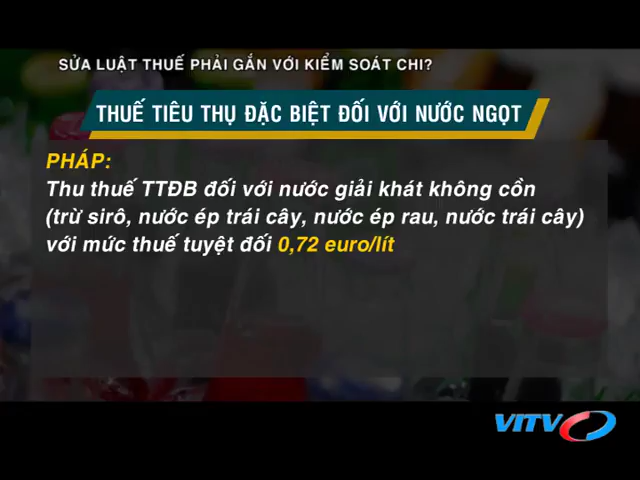 SỬA LUẬT THUẾ PHẢI GẮN VỚI KIỂM SOÁT CHI?
THUẾ TIÊU THỤ ĐẶC BIỆT ĐỐI VỚI NƯỚC NGỌT
PHÁP:
Thu thuế TTĐB đối với nước giải khát không cồn
(trừ sirô, nước ép trái cây, nước ép rau, nước trái cây)
với mức thuế tuyệt đối 0,72 euro/lít
VITV